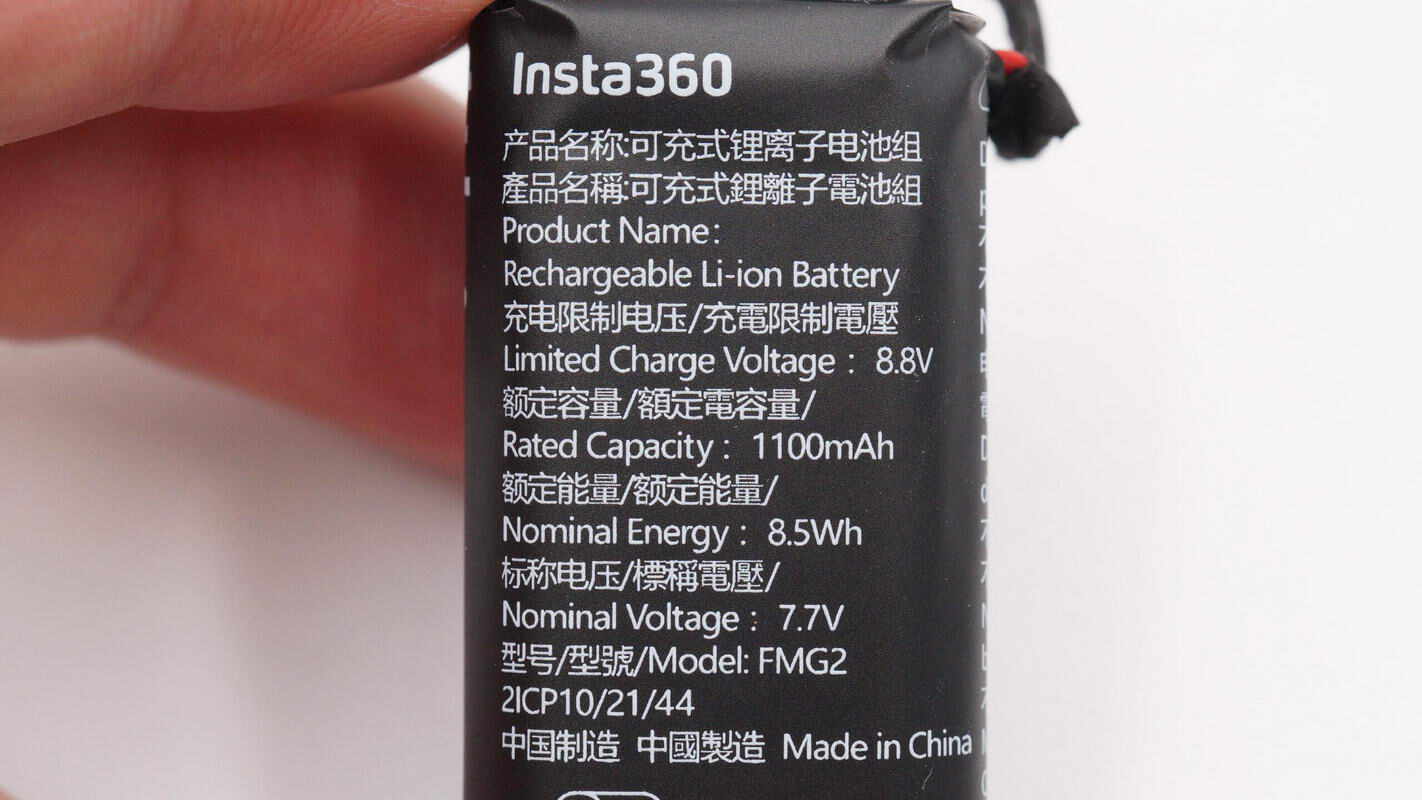 Insta360
产品名称:可充式锂离子电池组
產品名稱:可充式鋰離子電池組
Product Name:
Rechargeable Li-ion Battery
充电限制电压/充電限制電壓
Limited Charge Voltage： 8.8V
额定容量/額定電容量/
Rated Capacity： 1100mAh
额定能量/额定能量/
Nominal Energy： 8.5Wh
标称电压/標稱電壓/
Nominal Voltage： 7.7V
型号/型號/Model: FMG2
2ICP10/21/44
中国制造 中國製造 Made in China